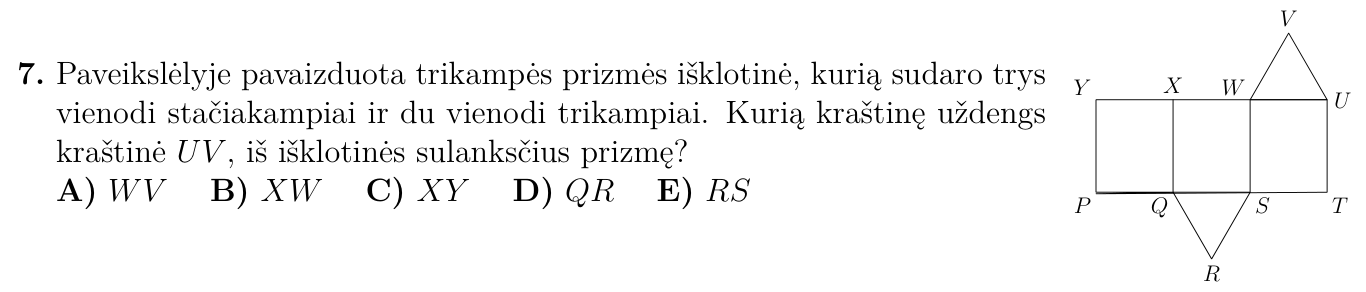 7. Paveikslėlyje pavaizduota trikampės prizmės išklotinė, kurią sudaro trys
vienodi stačiakampiai ir du vienodi trikampiai. Kurią kraštinę uždengs
kraštinė UV, iš išklotinės sulanksčius prizmę?
A) WV B) XW C) XY D) QR E) RS
V
Y X W U
P Q S T
R